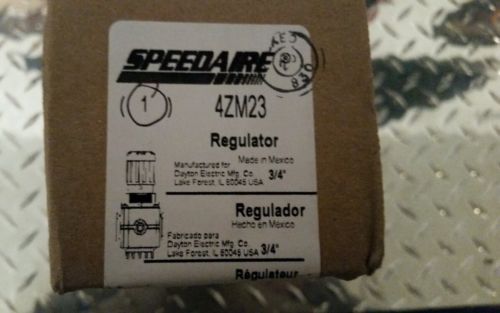 SPEEDAIRE
1
4ZM23
Regulator
Made in Mexico
Manufactured for
Dayton Electric Mfg. Co.
Lake Forest, IL 60045 USA
3/4"
Regulador
Hecho en México
Fabricado para
Dayton Electric Mfg. Co.
Lake Forest, IL 60045 USA
3/4"
Régulateur